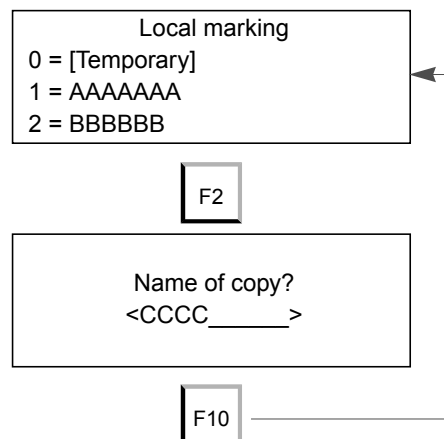 Local marking
0 = [Temporary]
1 = AAAAAAA
2 = BBBBBB
F2
Name of copy?
<CCCC______>
F10